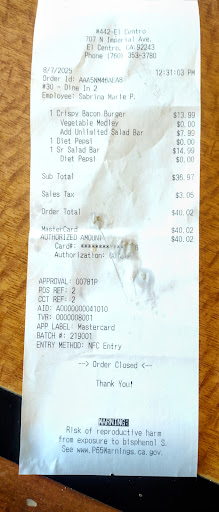 #442-El Centro
707 N Imperial Ave.
El Centro, CA.92243
Phone (760) 353-3780
8/7/2025 12:31:03 PM
Order Id:
#30 - Dine In 2
Employee: Sabrina Murle P.
1 Crispy Bacon Burger $13.99
Vegetable Medley $0.00
Add Unlimited Salad Bar $7.99
1 Diet Pepsi $0.00
1 Sr Salad Bar $14.99
Diet Pepsi $0.00
Sub Total $36.97
Sales Tax $3.05
Order Total $40.02
MasterCard $40.02
AUTHORIZED AMOUNT $40.02
Card#:
Authorization:
APPROVAL: 00781P
POS REF: 2
CCT REF: 2
AID: A0000000041010
TVR: 0000008001
APP LABEL: Mastercard
BATCH #: 219001
ENTRY METHOD: NFC Entry
--> Order Closed <--
Thank You!
WARNING:
Risk of reproductive harm
from exposure to bisphenol S.
See www.P65Warnings.ca.gov.